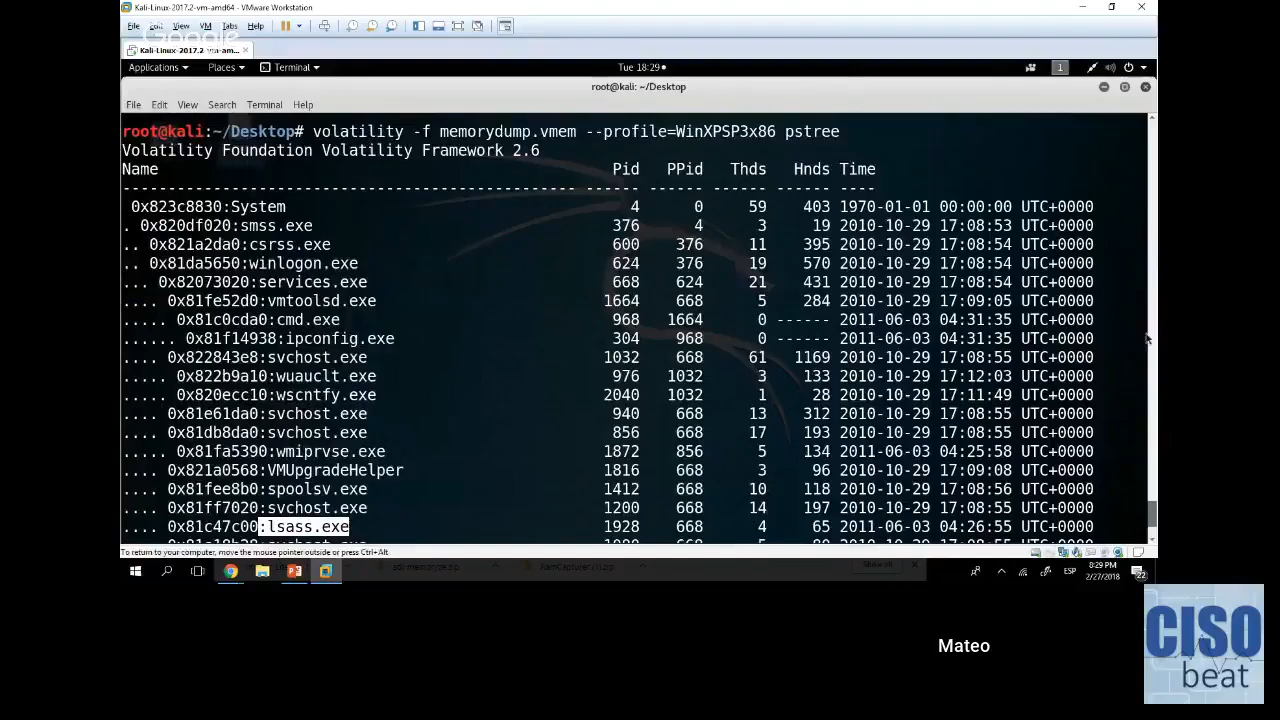 Kali-Linux-2017.2-vm-amd64 - VMware Workstation
File Edit View VM Tabs Help
Google
Kali-Linux-2017.2-vm-am...
Applications Places Terminal Tue 18:29 1
root@kali: ~/Desktop
File Edit View Search Terminal Help
root@kali:~/Desktop# volatility -f memorydump.vmem --profile=WinXPSP3x86 pstree
Volatility Foundation Volatility Framework 2.6
Name Pid PPid Thds Hnds Time
-------------------------------------------------- ------ ------ ------ ------ ----
0x823c8830:System 4 0 59 403 1970-01-01 00:00:00 UTC+0000
. 0x820df020:smss.exe 376 4 3 19 2010-10-29 17:08:53 UTC+0000
.. 0x821a2da0:csrss.exe 600 376 11 395 2010-10-29 17:08:54 UTC+0000
.. 0x81da5650:winlogon.exe 624 376 19 570 2010-10-29 17:08:54 UTC+0000
... 0x82073020:services.exe 668 624 21 431 2010-10-29 17:08:54 UTC+0000
.... 0x81fe52d0:vmtoolsd.exe 1664 668 5 284 2010-10-29 17:09:05 UTC+0000
..... 0x81c0cda0:cmd.exe 968 1664 0 ------ 2011-06-03 04:31:35 UTC+0000
...... 0x81f14938:ipconfig.exe 304 968 0 ------ 2011-06-03 04:31:35 UTC+0000
.... 0x822843e8:svchost.exe 1032 668 61 1169 2010-10-29 17:08:55 UTC+0000
..... 0x822b9a10:wuauclt.exe 976 1032 3 133 2010-10-29 17:12:03 UTC+0000
..... 0x820ecc10:wscntfy.exe 2040 1032 1 28 2010-10-29 17:11:49 UTC+0000
.... 0x81e61da0:svchost.exe 940 668 13 312 2010-10-29 17:08:55 UTC+0000
.... 0x81db8da0:svchost.exe 856 668 17 193 2010-10-29 17:08:55 UTC+0000
..... 0x81fa5390:wmiprvse.exe 1872 856 5 134 2011-06-03 04:25:58 UTC+0000
.... 0x821a0568:VMUpgradeHelper 1816 668 3 96 2010-10-29 17:09:08 UTC+0000
.... 0x81fee8b0:spoolsv.exe 1412 668 10 118 2010-10-29 17:08:56 UTC+0000
.... 0x81ff7020:svchost.exe 1200 668 14 197 2010-10-29 17:08:55 UTC+0000
.... 0x81c47c00:lsass.exe 1928 668 4 65 2011-06-03 04:26:55 UTC+0000
To return to your computer, move the mouse pointer outside or press Ctrl+Alt.
Show all
ESP 8:29 PM
2/27/2018 22
Mateo
CISO
beat